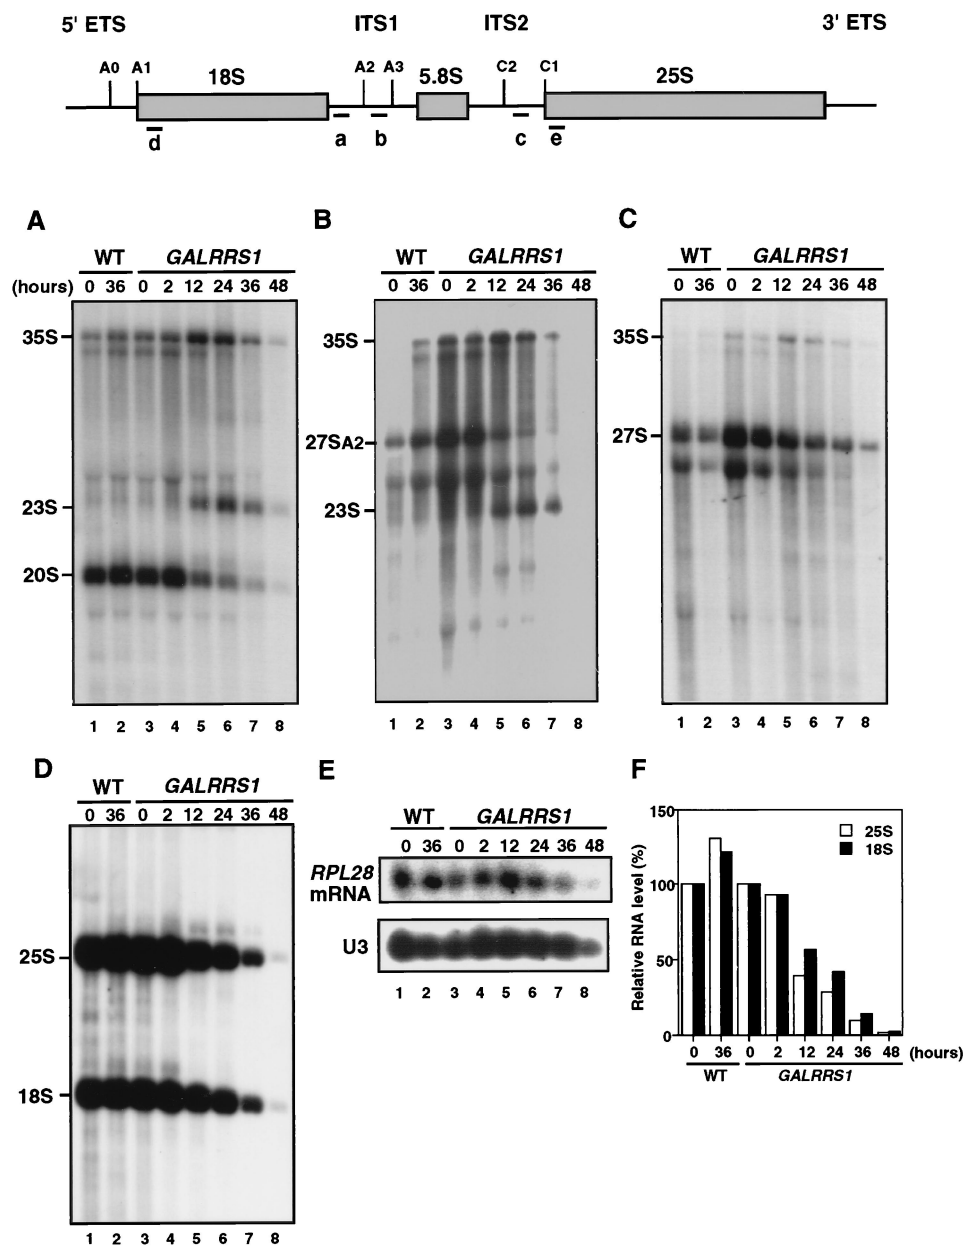 5' ETS ITS1 ITS2 3' ETS
A0 A1 18S A2 A3 5.8S C2 C1 25S
d a b c e
A
WT GALRRS1
(hours) 0 36 0 2 12 24 36 48
35S
23S
20S
1 2 3 4 5 6 7 8
B
WT GALRRS1
0 36 0 2 12 24 36 48
35S
27SA2
23S
1 2 3 4 5 6 7 8
C
WT GALRRS1
0 36 0 2 12 24 36 48
35S
27S
1 2 3 4 5 6 7 8
D
WT GALRRS1
0 36 0 2 12 24 36 48
25S
18S
1 2 3 4 5 6 7 8
E
WT GALRRS1
0 36 0 2 12 24 36 48
RPL28
mRNA
U3
1 2 3 4 5 6 7 8
F
Relative RNA level (%)
150
100
50
0
25S
18S
0 36 0 2 12 24 36 48 (hours)
WT GALRRS1